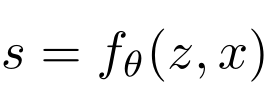 s = f_θ(z, x)